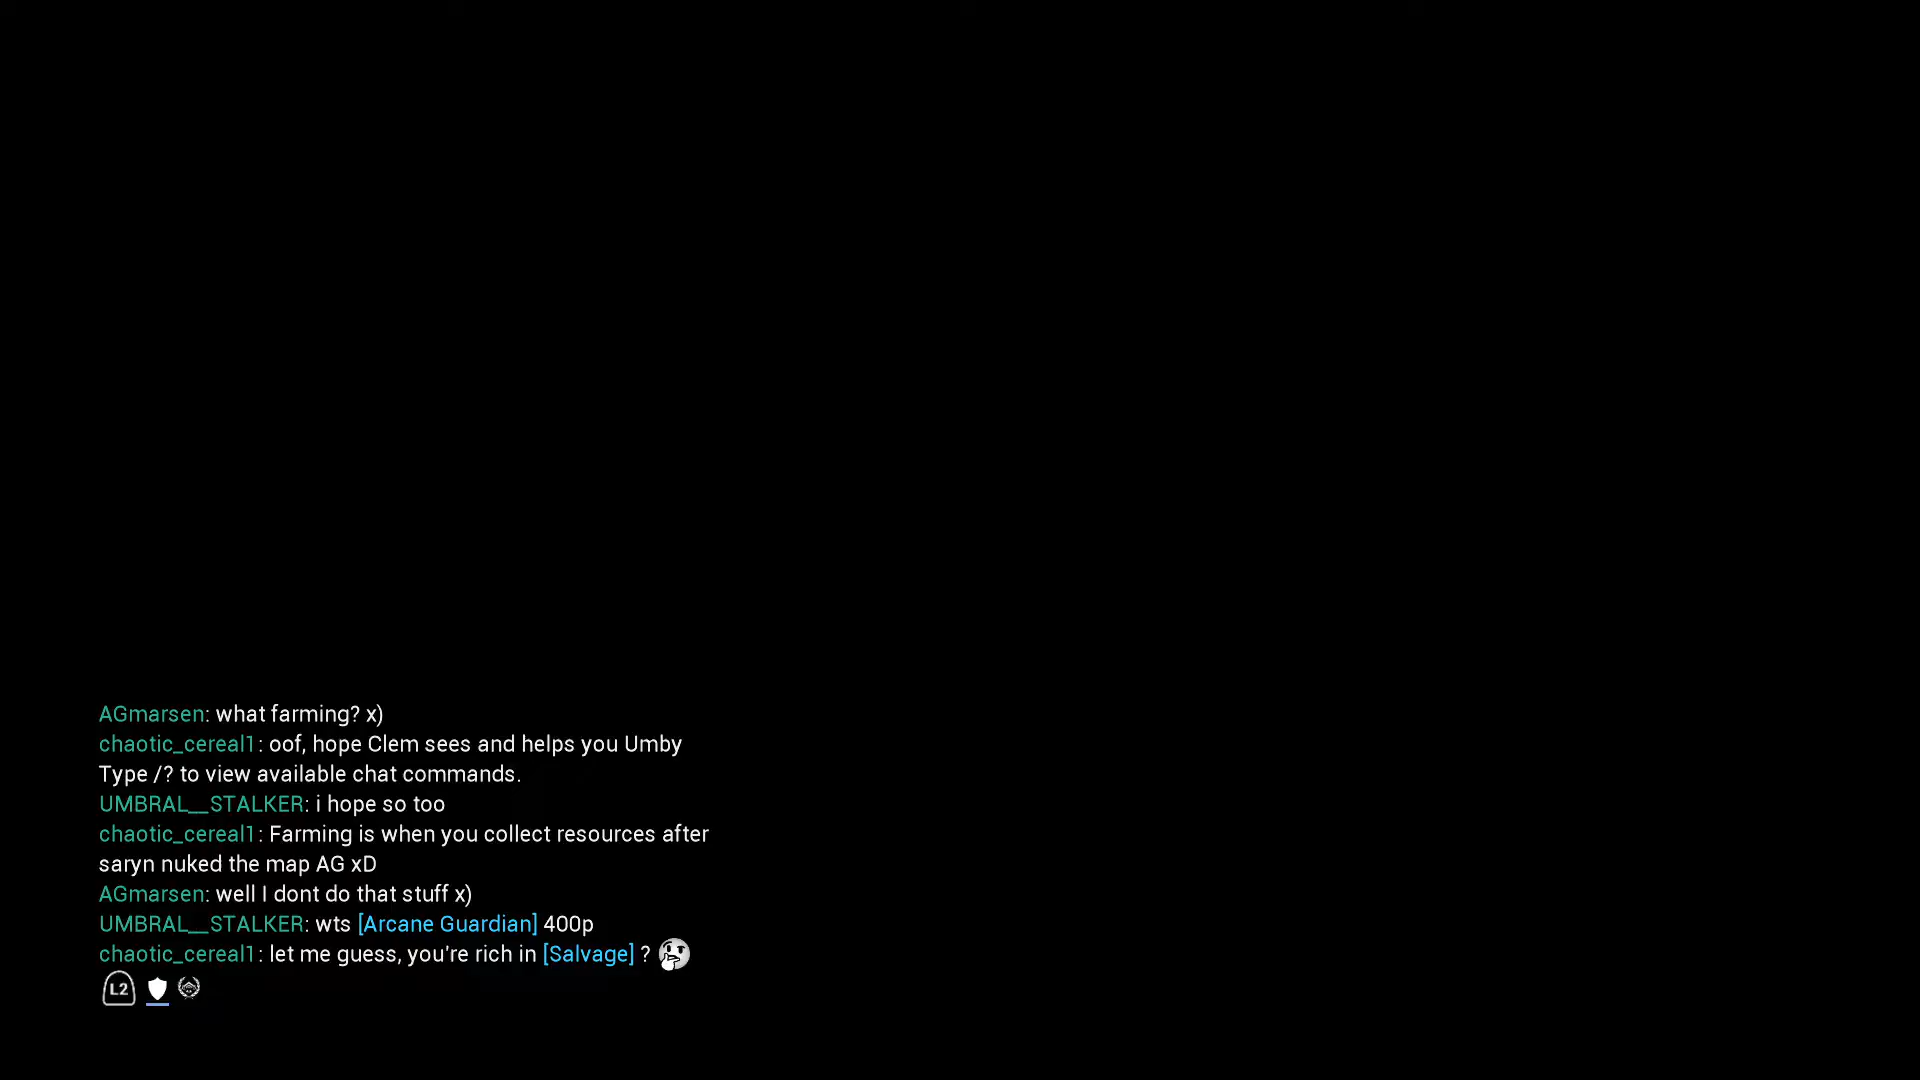 AGmarsen: what farming? x)
chaotic_cereal1: oof, hope Clem sees and helps you Umby
Type /? to view available chat commands.
UMBRAL__STALKER: i hope so too
chaotic_cereal1: Farming is when you collect resources after
saryn nuked the map AG xD
AGmarsen: well I dont do that stuff x)
UMBRAL__STALKER: wts [Arcane Guardian] 400p
chaotic_cereal1: let me guess, you're rich in [Salvage] ?
L2